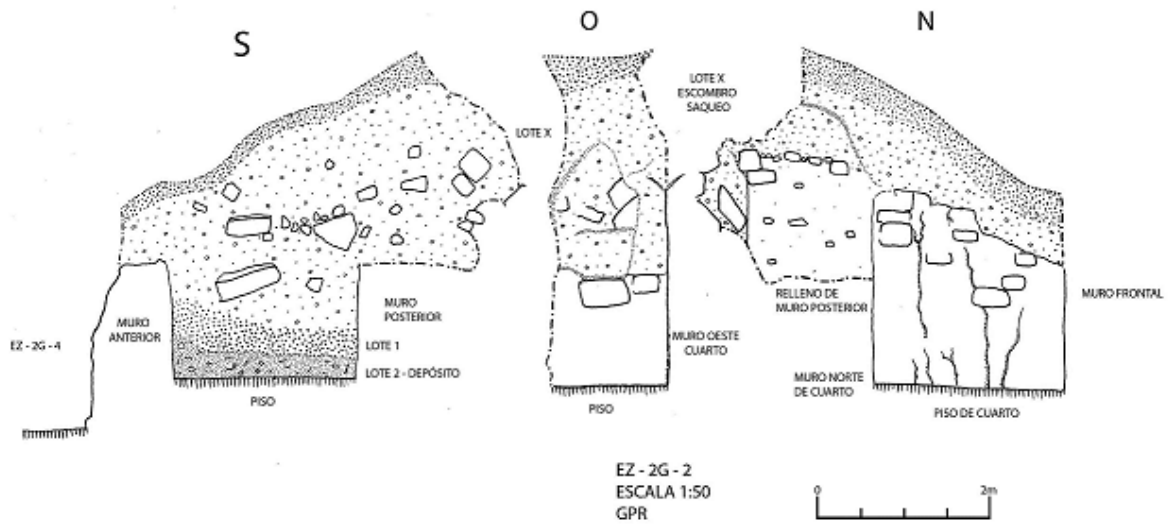 S
O
N
LOTE X
LOTE X
ESCOMBRO
SAQUEO
MURO
ANTERIOR
EZ - 2G - 4
MURO
POSTERIOR
LOTE 1
LOTE 2 - DEPÓSITO
PISO
MURO OESTE
CUARTO
PISO
RELLENO DE
MURO POSTERIOR
MURO NORTE
DE CUARTO
MURO FRONTAL
PISO DE CUARTO
EZ - 2G - 2
ESCALA 1:50
GPR
0
2m